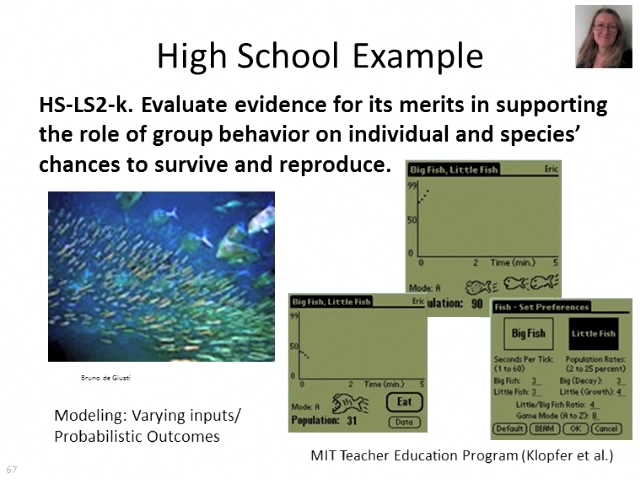 High School Example
HS-LS2-k. Evaluate evidence for its merits in supporting
the role of group behavior on individual and species’
chances to survive and reproduce.
Big Fish, Little Fish Eric
99
50
0
0 2 Time (min.) 5
Mode: A
ulation: 90
Big Fish, Little Fish Eric
99
50
0
0 2 Time (min.) 5
Mode: A
Eat
Population: 31
Data
Fish - Set Preferences
Big Fish Little Fish
Seconds Per Tick: Population Rates:
(1 to 60) (2 to 25 percent)
Big Fish: 3 Big (Decay): 3
Little Fish: 3 Little (Growth): 4
Little/Big Fish Ratio: 4
Game Mode (A to Z): B
Default BEAM OK Cancel
Bruno de Giusti
Modeling: Varying inputs/
Probabilistic Outcomes
MIT Teacher Education Program (Klopfer et al.)
67